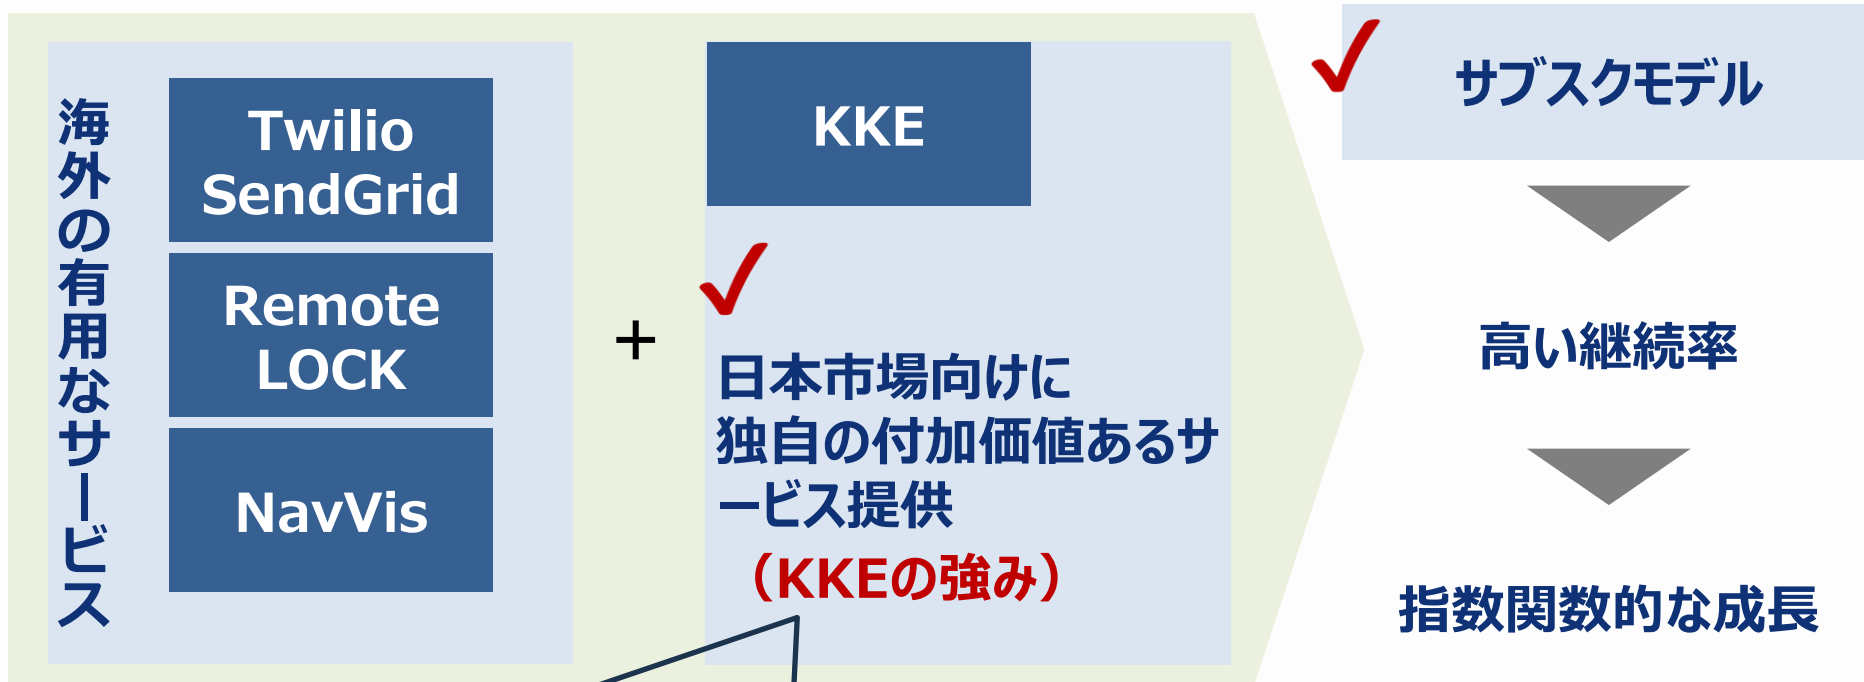 海外の有用なサービス
Twilio
SendGrid
Remote
LOCK
NavVis
+
KKE
日本市場向けに
独自の付加価値あるサ
ービス提供
（KKEの強み）
サブスクモデル
高い継続率
指数関数的な成長